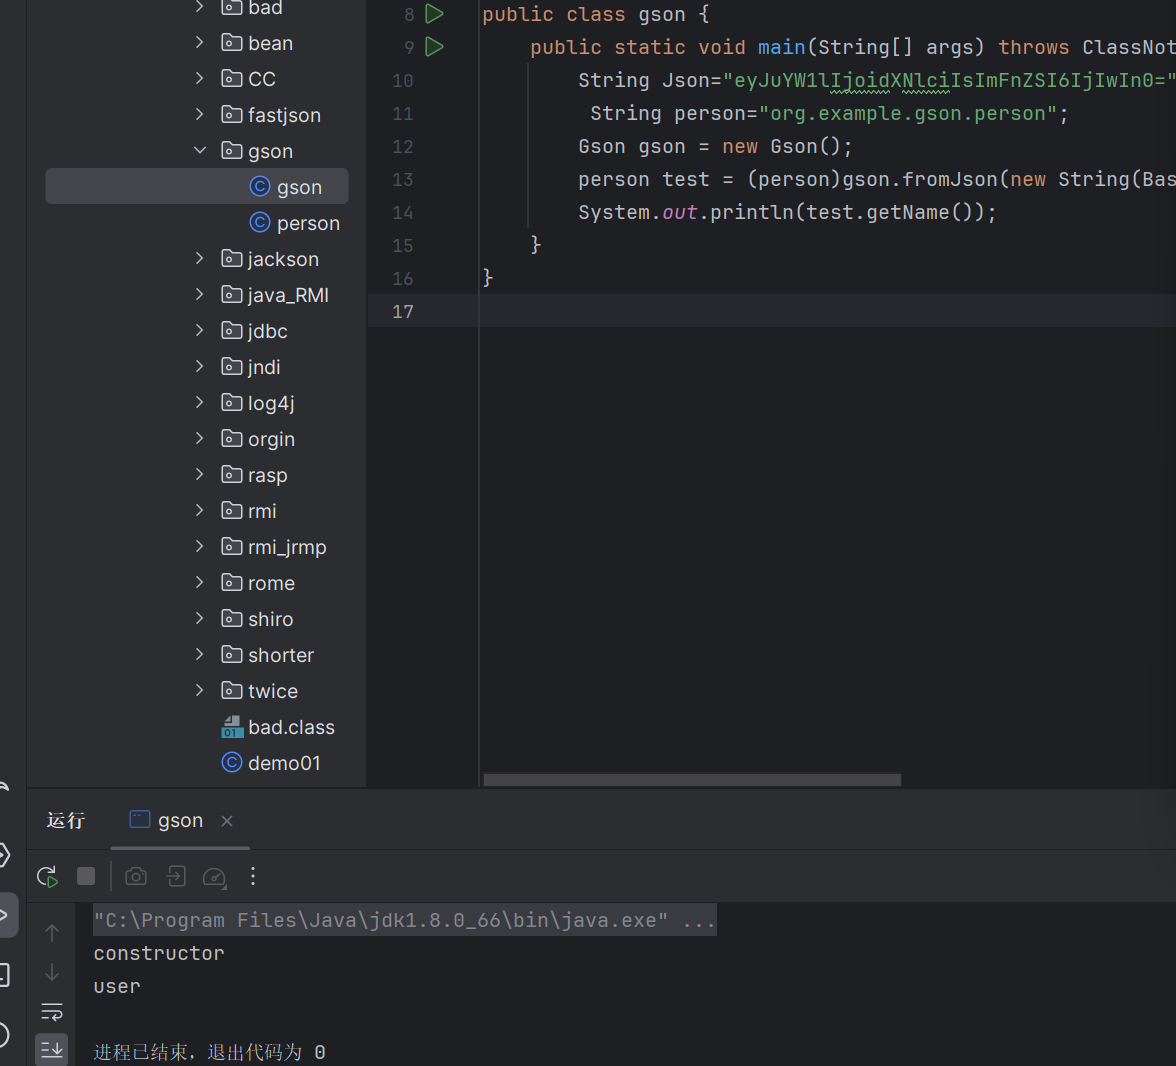 bad
bean
CC
fastjson
gson
gson
person
jackson
java_RMI
jdbc
jndi
log4j
orgin
rasp
rmi
rmi_jrmp
rome
shiro
shorter
twice
bad.class
demo01
8 public class gson {
9 public static void main(String[] args) throws ClassNot
10 String Json="eyJuYW1lIjoidXNlciIsImFnZSI6IjIwIn0="
11 String person="org.example.gson.person";
12 Gson gson = new Gson();
13 person test = (person)gson.fromJson(new String(Bas
14 System.out.println(test.getName());
15 }
16 }
17
运行 gson
"C:\Program Files\Java\jdk1.8.0_66\bin\java.exe" ...
constructor
user
进程已结束，退出代码为 0